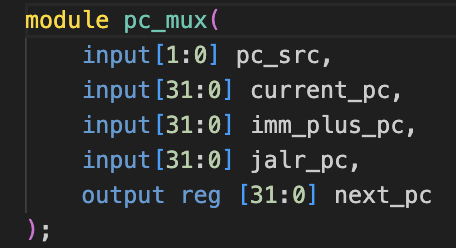 module pc_mux(
input[1:0] pc_src,
input[31:0] current_pc,
input[31:0] imm_plus_pc,
input[31:0] jalr_pc,
output reg [31:0] next_pc
);